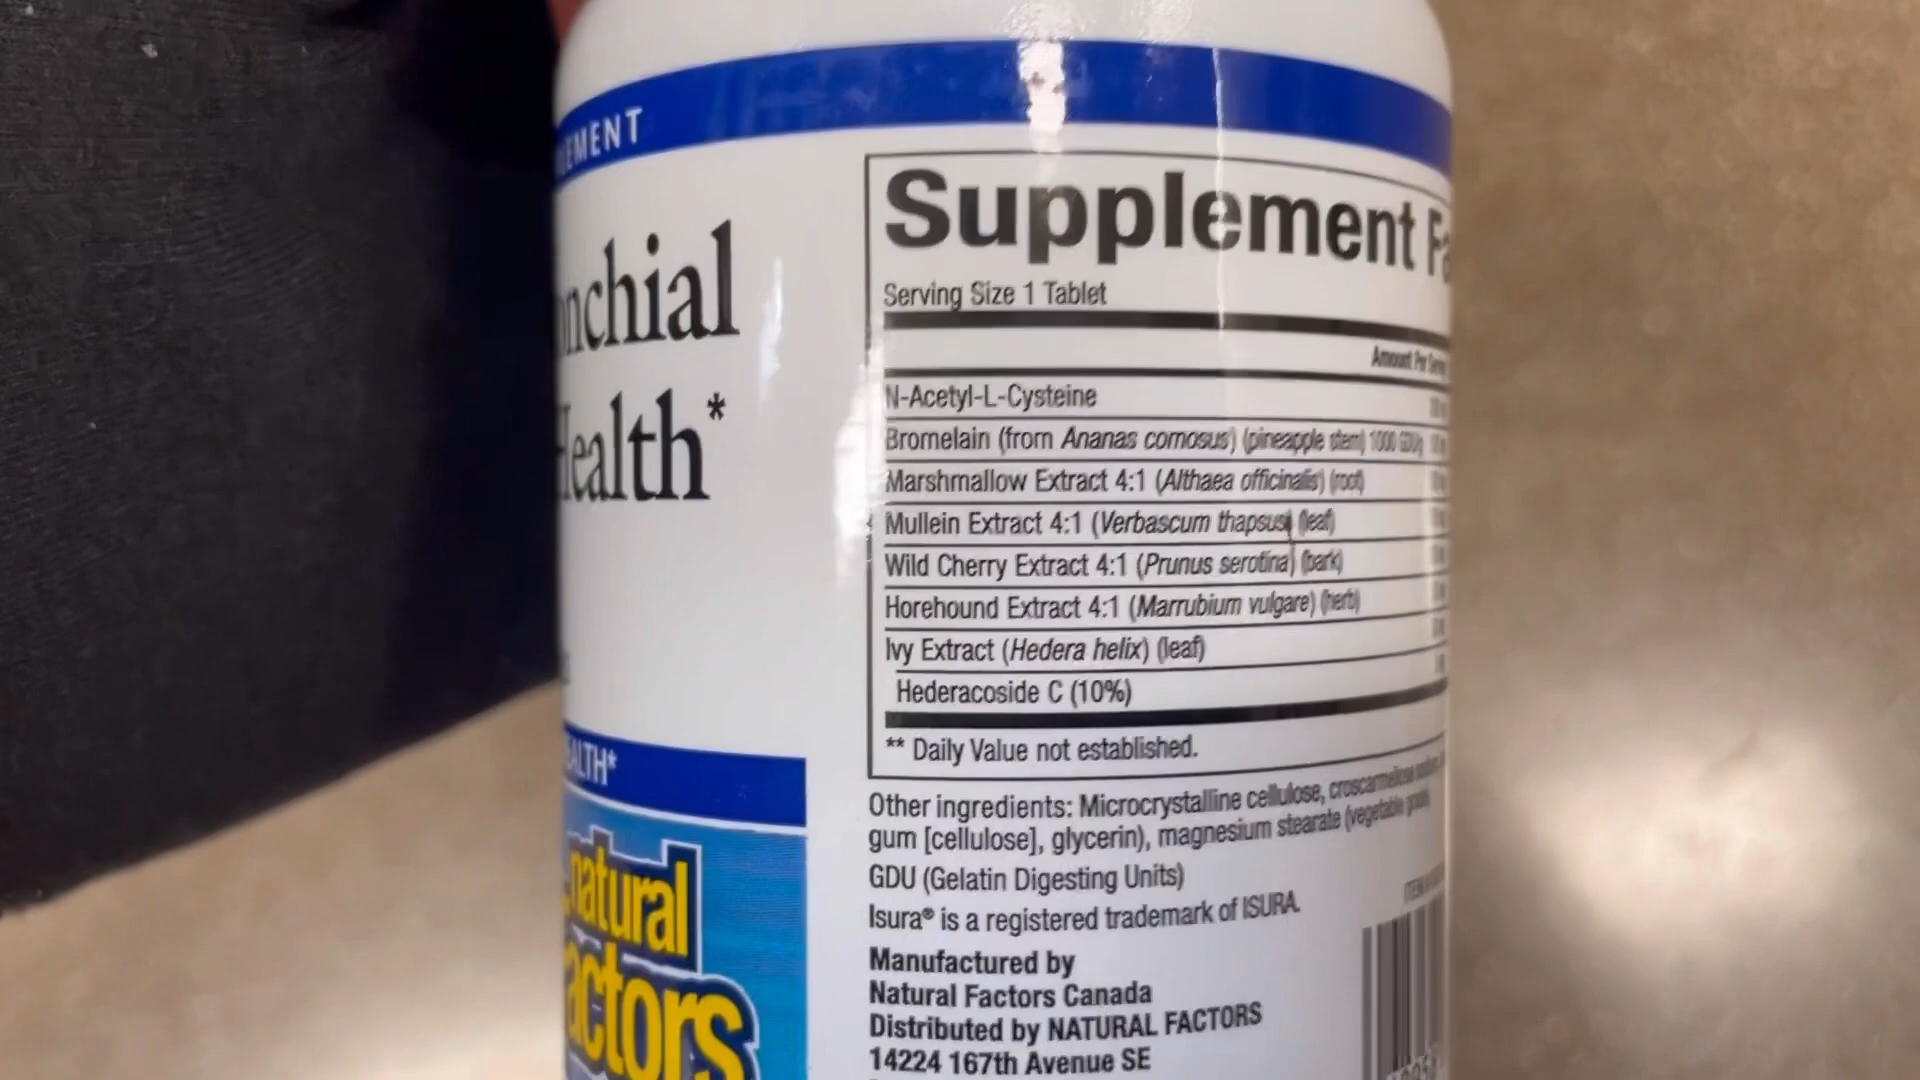 nchial
Health*
ALTH*
natural
actors
Supplement
Serving Size 1 Tablet
Amount Per
N-Acetyl-L-Cysteine
Bromelain (from Ananas comosus) (pineapple stem) 1000 GDU/g
Marshmallow Extract 4:1 (Althaea officinalis) (root)
Mullein Extract 4:1 (Verbascum thapsus) (leaf)
Wild Cherry Extract 4:1 (Prunus serotina) (bark)
Horehound Extract 4:1 (Marrubium vulgare) (herb)
Ivy Extract (Hedera helix) (leaf)
Hederacoside C (10%)
** Daily Value not established.
Other ingredients: Microcrystalline cellulose, croscarmellose sodium,
gum [cellulose], glycerin), magnesium stearate (vegetable grade)
GDU (Gelatin Digesting Units)
Isura® is a registered trademark of ISURA.
Manufactured by
Natural Factors Canada
Distributed by NATURAL FACTORS
14224 167th Avenue SE